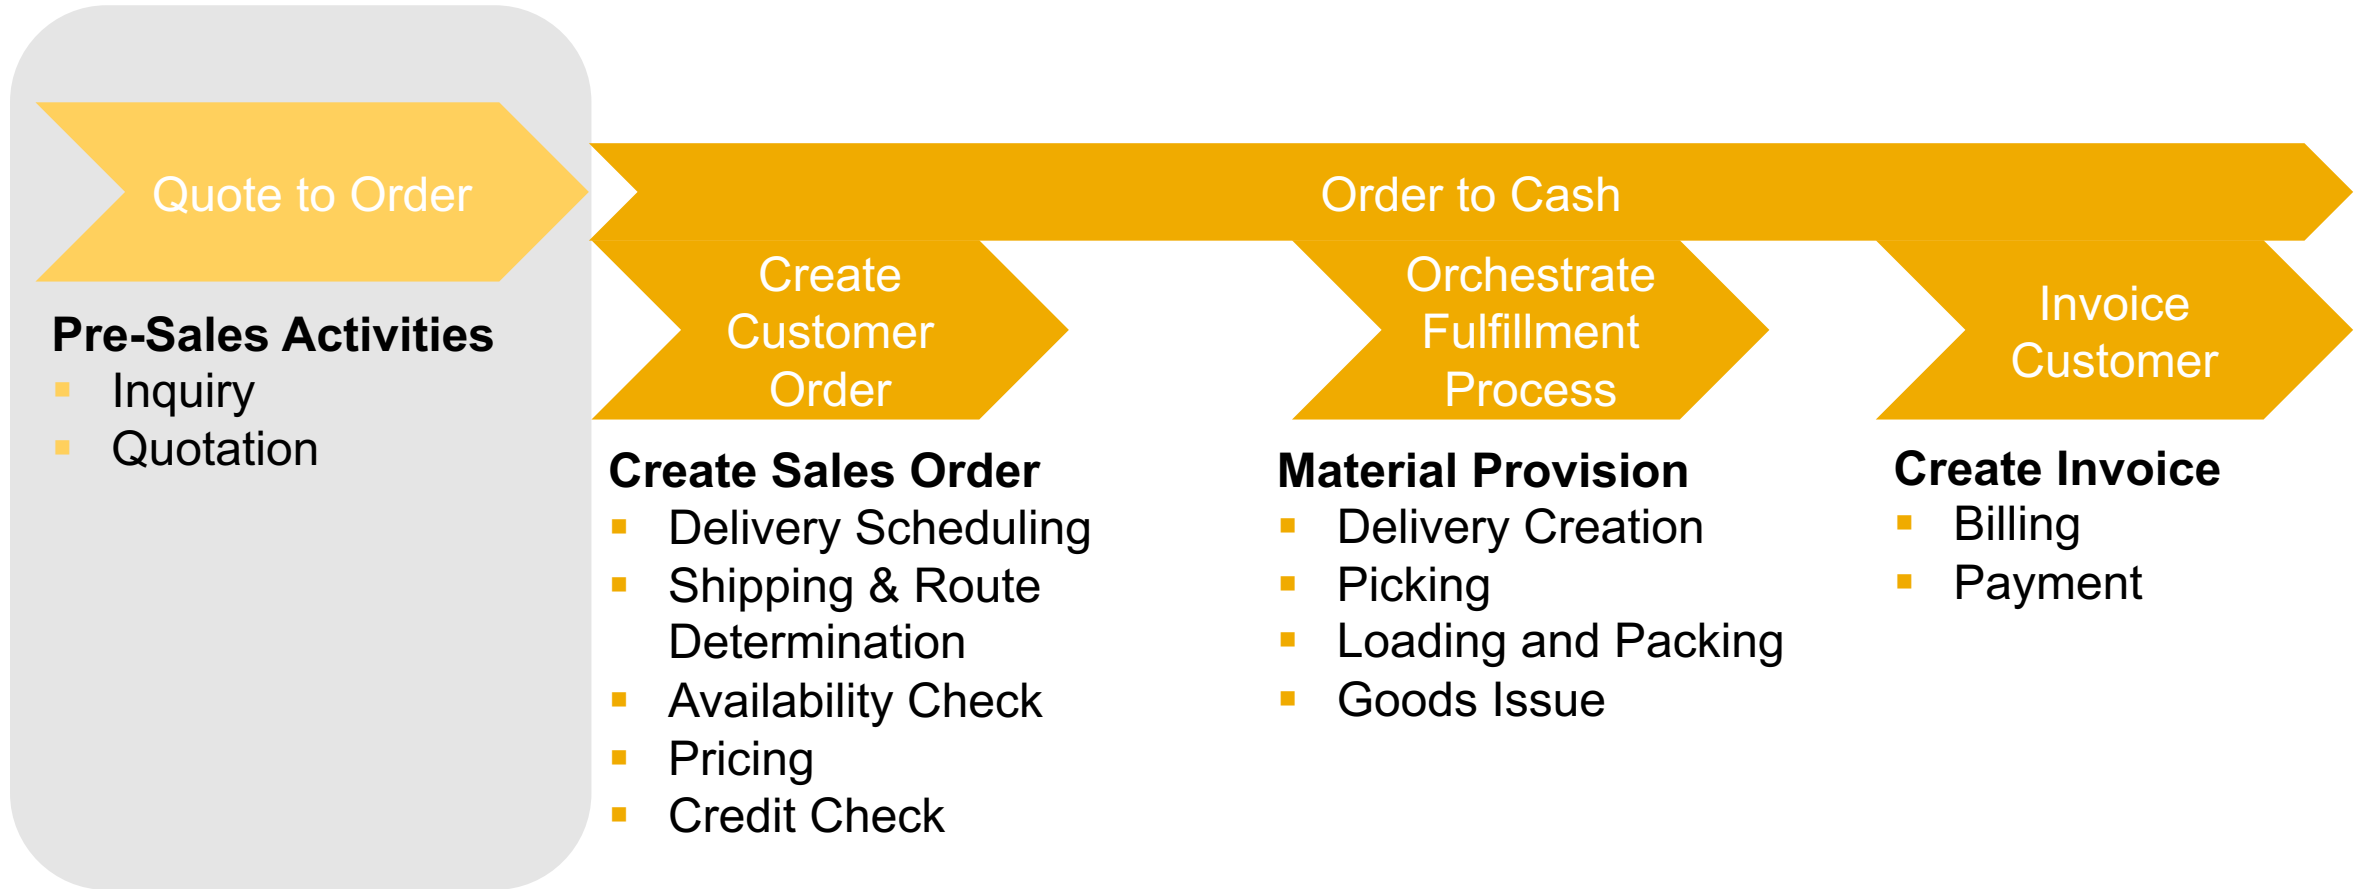 Quote to Order
Pre-Sales Activities
Inquiry
Quotation
Order to Cash
Create
Customer
Order
Create Sales Order
Delivery Scheduling
Shipping & Route
Determination
Availability Check
Pricing
Credit Check
Orchestrate
Fulfillment
Process
Material Provision
Delivery Creation
Picking
Loading and Packing
Goods Issue
Invoice
Customer
Create Invoice
Billing
Payment